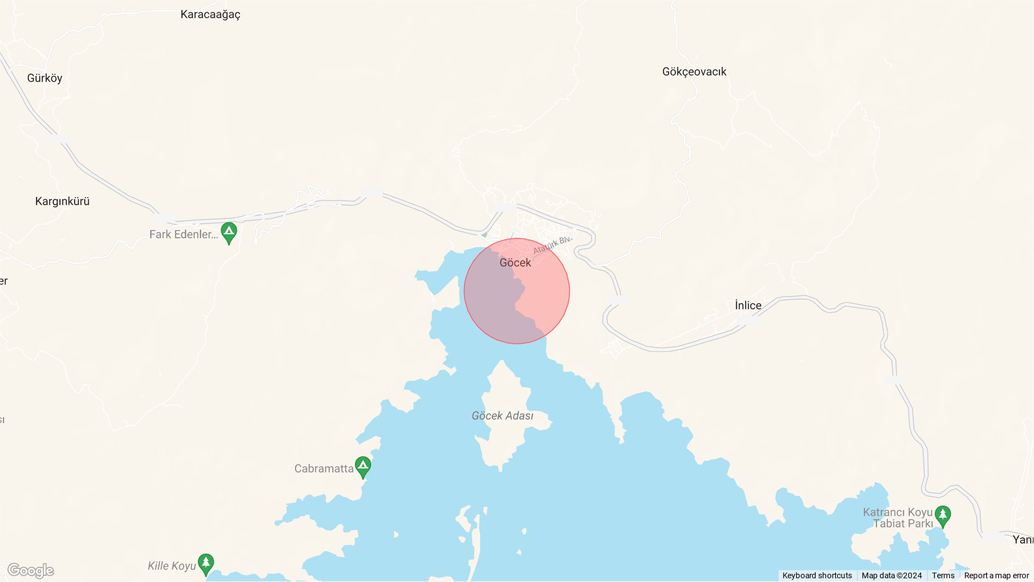 Karacaağaç
Gökçeovacık
Gürköy
Kargınkürü
Fark Edenler...
Atatürk Blv.
Göcek
er
İnlice
Göcek Adası
Cabramatta
Katrancı Koyu
Tabiat Parkı
Yanı
Kille Koyu
Google
Keyboard shortcuts
Map data ©2024
Terms
Report a map error